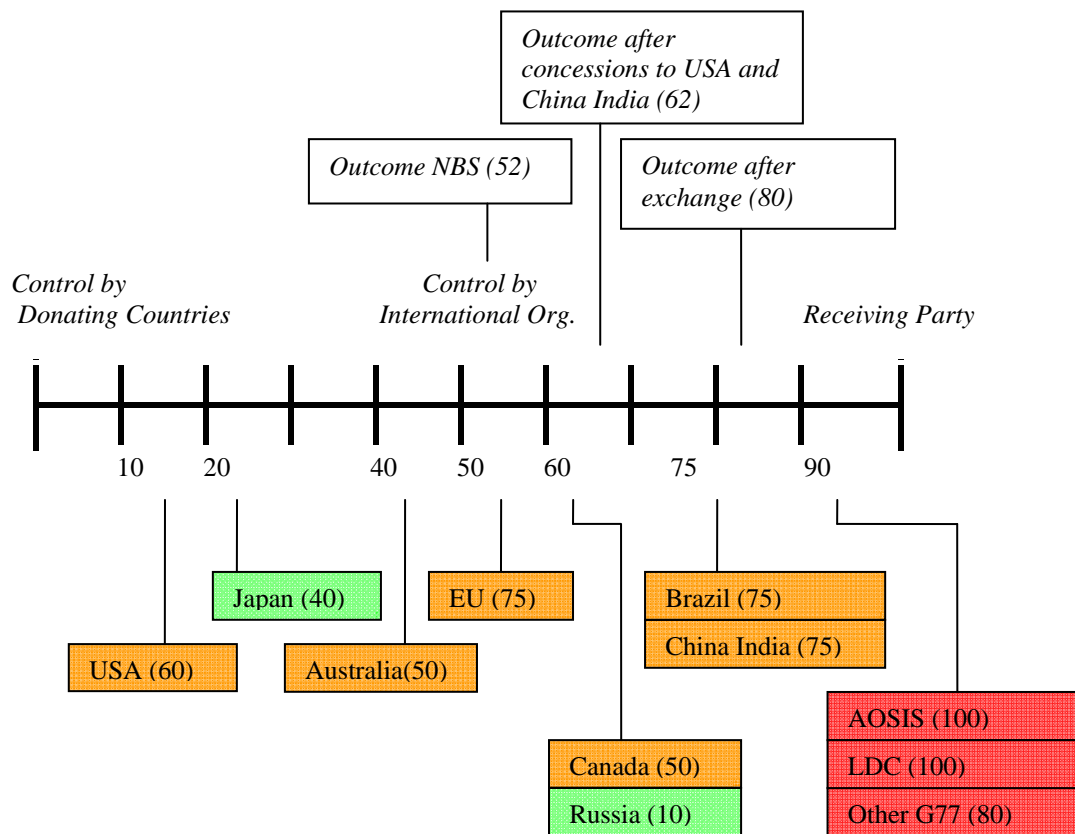 Outcome after
concessions to USA and
China India (62)
Outcome NBS (52)
Outcome after
exchange (80)
Control by
Donating Countries
Control by
International Org.
Receiving Party
10
20
40
50
60
75
90
Japan (40)
EU (75)
Brazil (75)
China India (75)
USA (60)
Australia(50)
AOSIS (100)
LDC (100)
Other G77 (80)
Canada (50)
Russia (10)